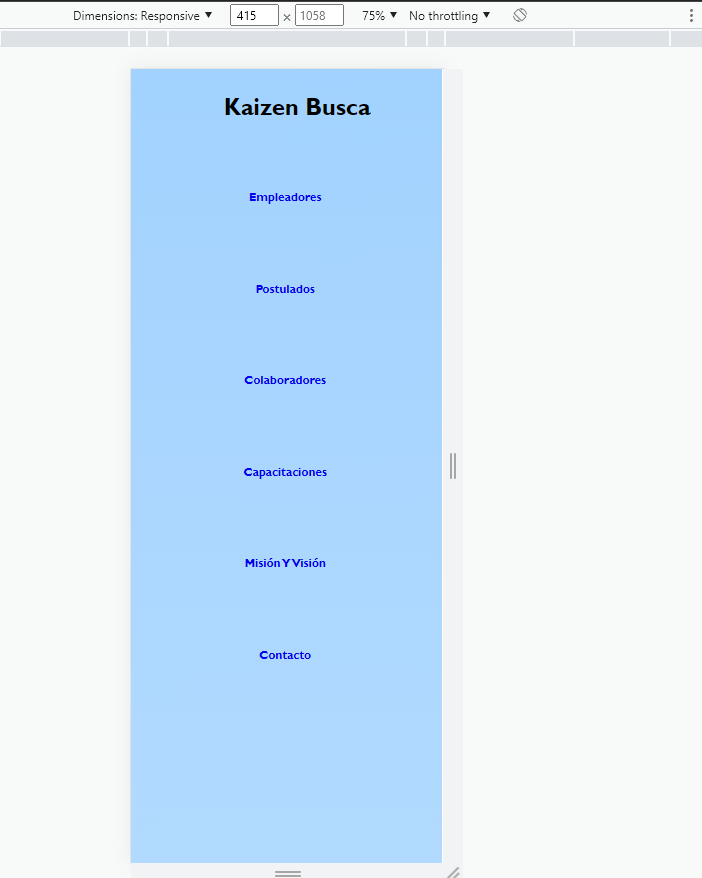 Dimensions: Responsive ▼ 415 × 1058 75% ▼ No throttling ▼
Kaizen Busca
Empleadores
Postulados
Colaboradores
Capacitaciones
Misión Y Visión
Contacto